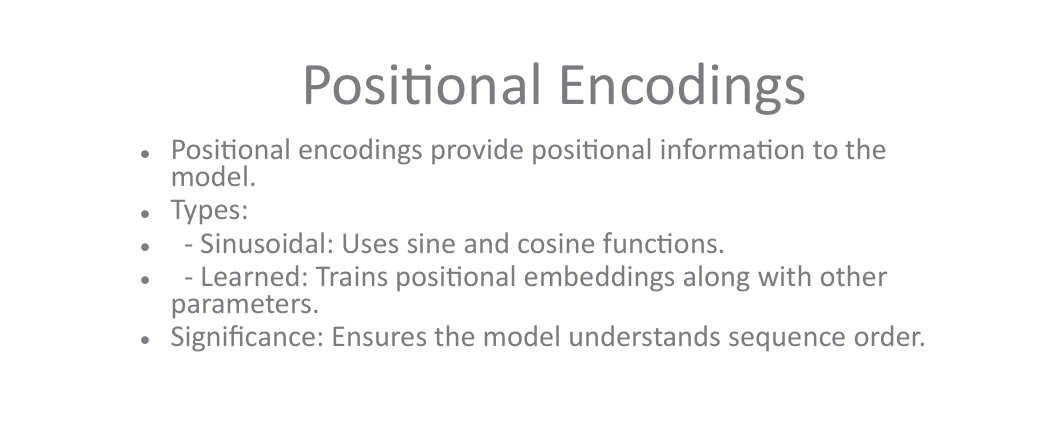 Positional Encodings
• Positional encodings provide positional information to the
model.
• Types:
• - Sinusoidal: Uses sine and cosine functions.
• - Learned: Trains positional embeddings along with other
parameters.
• Significance: Ensures the model understands sequence order.